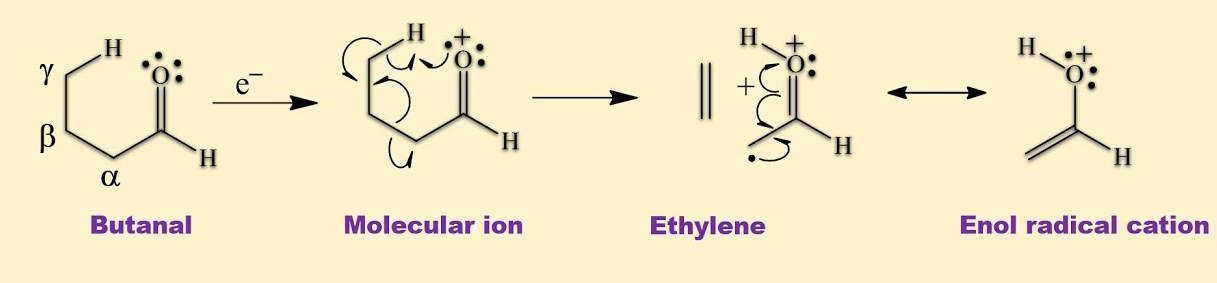 γ H O e⁻ H O + H O + H O +
β + 
α H H H H
Butanal Molecular ion Ethylene Enol radical cation